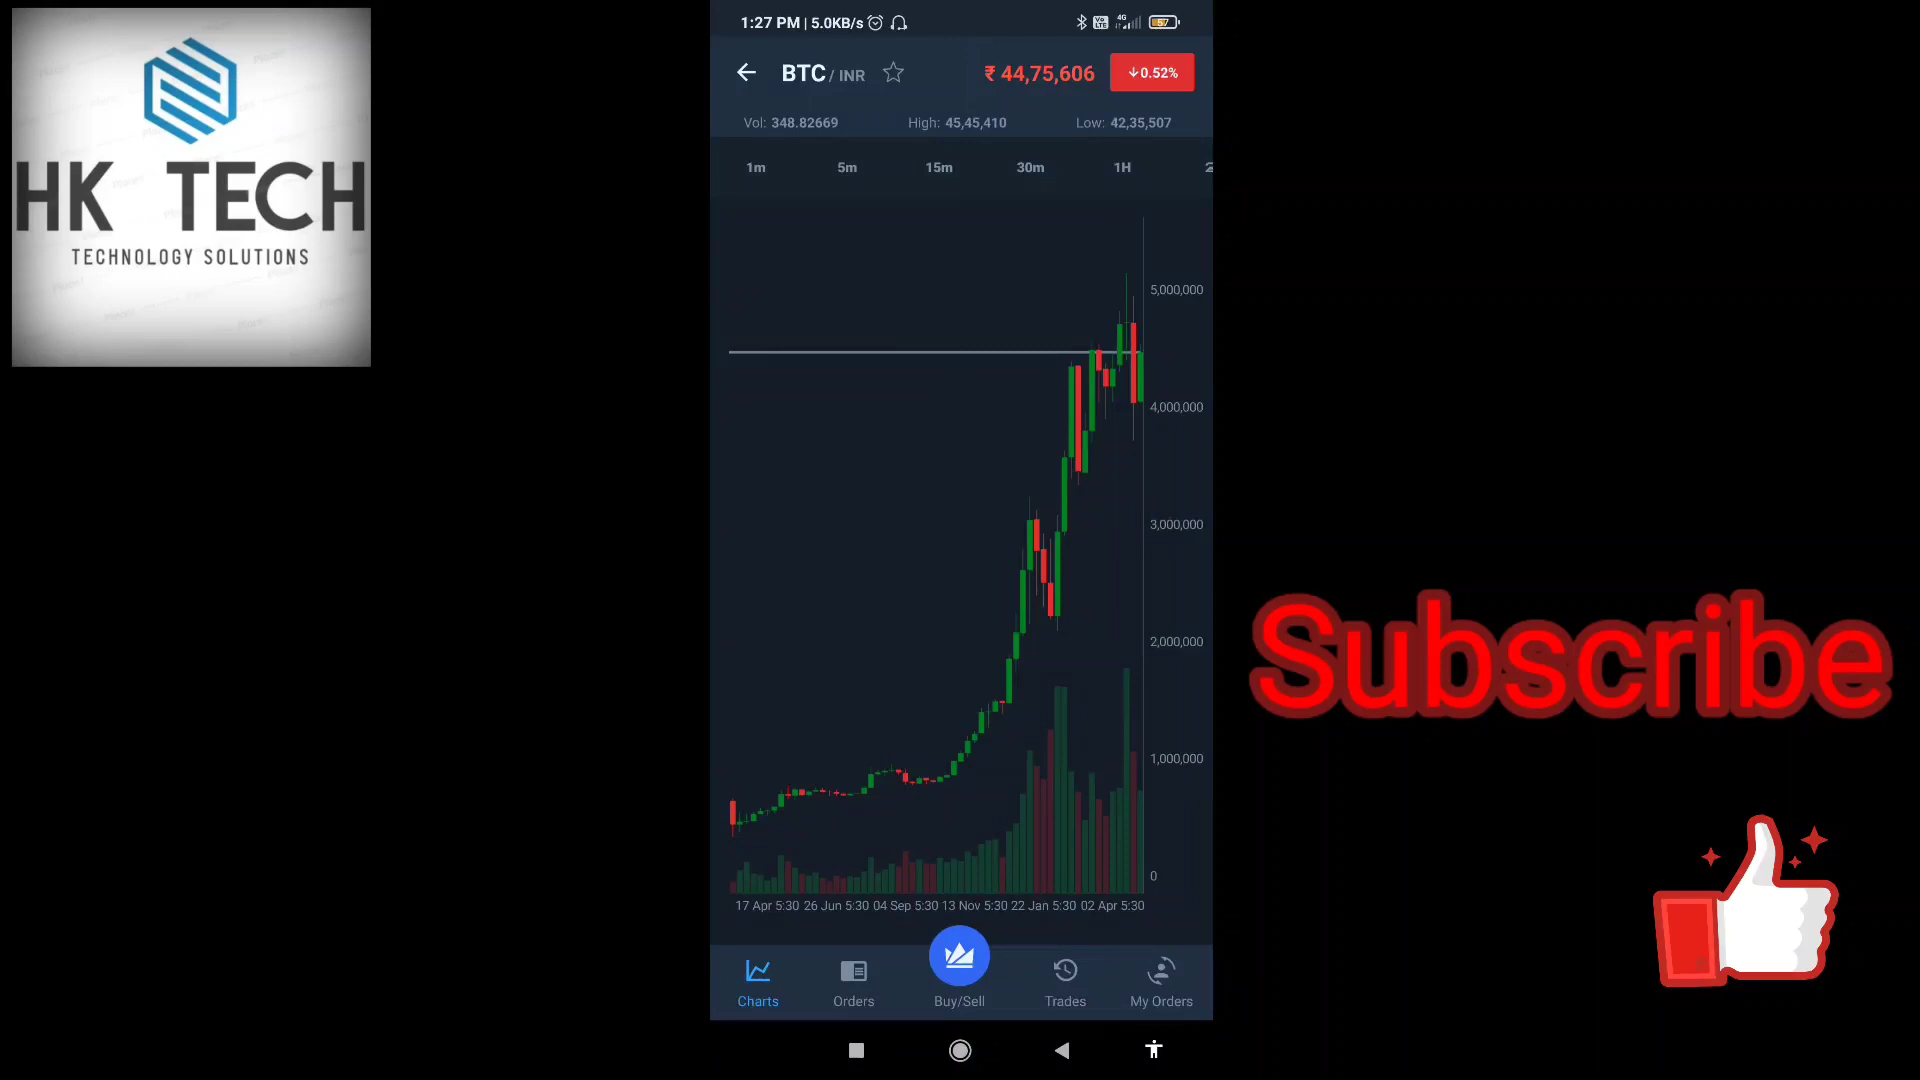 HK TECH
TECHNOLOGY SOLUTIONS
1:27 PM | 5.0KB/s
Vo LTE 4G 57
BTC / INR
₹ 44,75,606
↓0.52%
Vol: 348.82669 High: 45,45,410 Low: 42,35,507
1m 5m 15m 30m 1H
5,000,000
4,000,000
3,000,000
2,000,000
1,000,000
0
17 Apr 5:30 26 Jun 5:30 04 Sep 5:30 13 Nov 5:30 22 Jan 5:30 02 Apr 5:30
Charts Orders Buy/Sell Trades My Orders
Subscribe